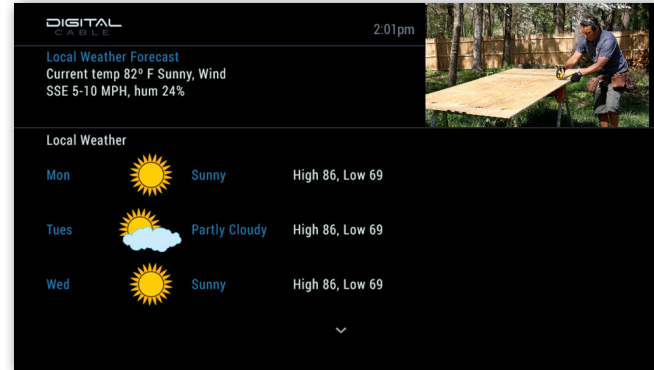 DIGITAL
CABLE
2:01pm
Local Weather Forecast
Current temp 82º F Sunny, Wind
SSE 5-10 MPH, hum 24%
Local Weather
Mon Sunny High 86, Low 69
Tues Partly Cloudy High 86, Low 69
Wed Sunny High 86, Low 69